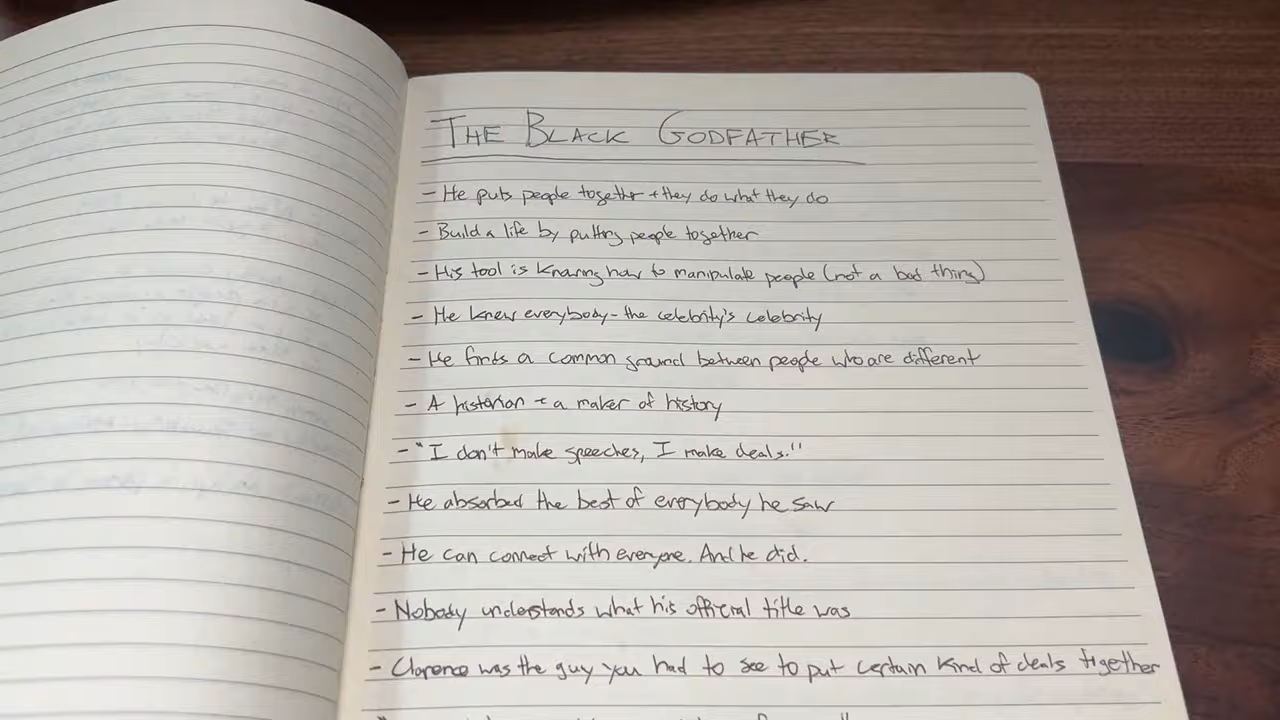 THE BLACK GODFATHER
- He puts people together + they do what they do
- Build a life by putting people together
- His tool is knowing how to manipulate people (not a bad thing)
- He knew everybody - the celebrity's celebrity
- He finds a common ground between people who are different
- A historian + a maker of history
- "I don't make speeches, I make deals."
- He absorbed the best of everybody he saw
- He can connect with everyone. And he did.
- Nobody understands what his official title was
- Clarence was the guy you had to see to put certain kind of deals together